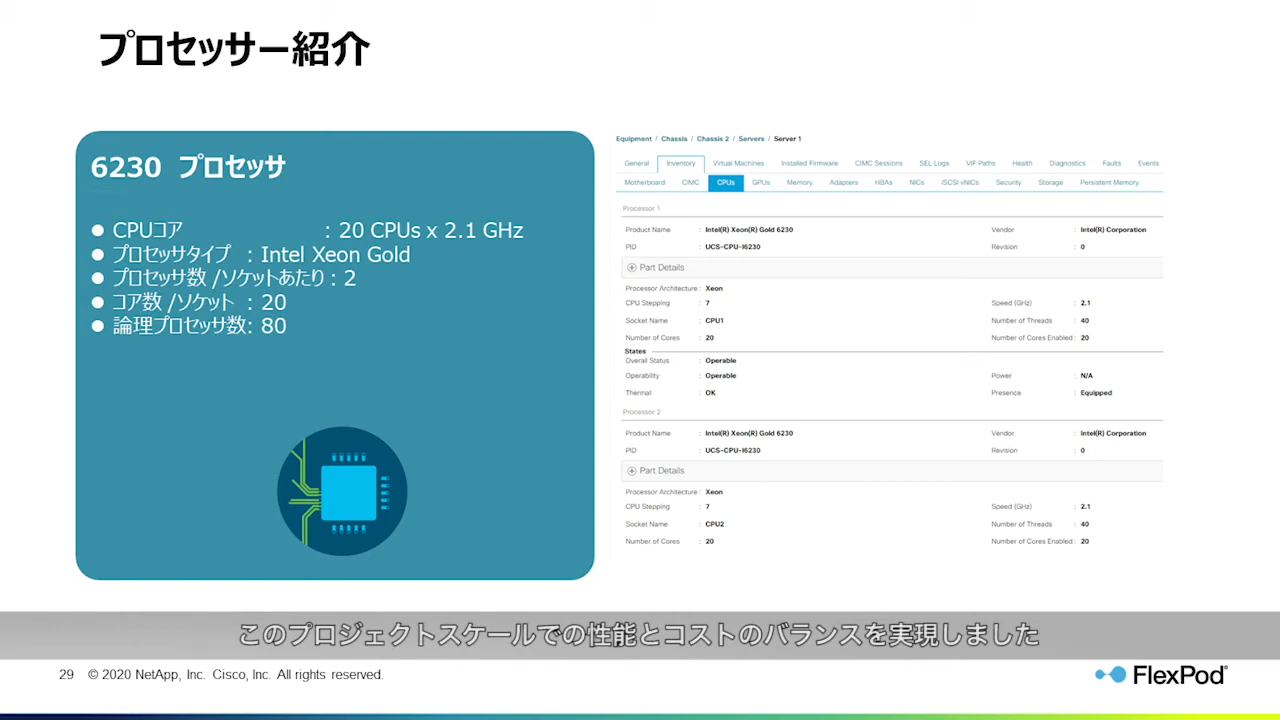 プロセッサー紹介
6230 プロセッサ
● CPUコア : 20 CPUs x 2.1 GHz
● プロセッサタイプ : Intel Xeon Gold
● プロセッサ数 /ソケットあたり : 2
● コア数 /ソケット : 20
● 論理プロセッサ数: 80
Equipment / Chassis / Chassis 2 / Servers / Server 1
General Inventory Virtual Machines Installed Firmware CIMC Sessions SEL Logs VIF Paths Health Diagnostics Faults Events
Motherboard CIMC CPUs GPUs Memory Adapters HBAs NICs iSCSI vNICs Security Storage Persistent Memory
Processor 1
Product Name : Intel(R) Xeon(R) Gold 6230 Vendor : Intel(R) Corporation
PID : UCS-CPU-I6230 Revision : 0
Part Details
Processor Architecture : Xeon
CPU Stepping : 7 Speed (GHz) : 2.1
Socket Name : CPU1 Number of Threads : 40
Number of Cores : 20 Number of Cores Enabled : 20
States
Overall Status : Operable
Operability : Operable Power : N/A
Thermal : OK Presence : Equipped
Processor 2
Product Name : Intel(R) Xeon(R) Gold 6230 Vendor : Intel(R) Corporation
PID : UCS-CPU-I6230 Revision : 0
Part Details
Processor Architecture : Xeon
CPU Stepping : 7 Speed (GHz) : 2.1
Socket Name : CPU2 Number of Threads : 40
Number of Cores : 20 Number of Cores Enabled : 20
このプロジェクトスケールでの性能とコストのバランスを実現しました
29 © 2020 NetApp, Inc. Cisco, Inc. All rights reserved.
FlexPod